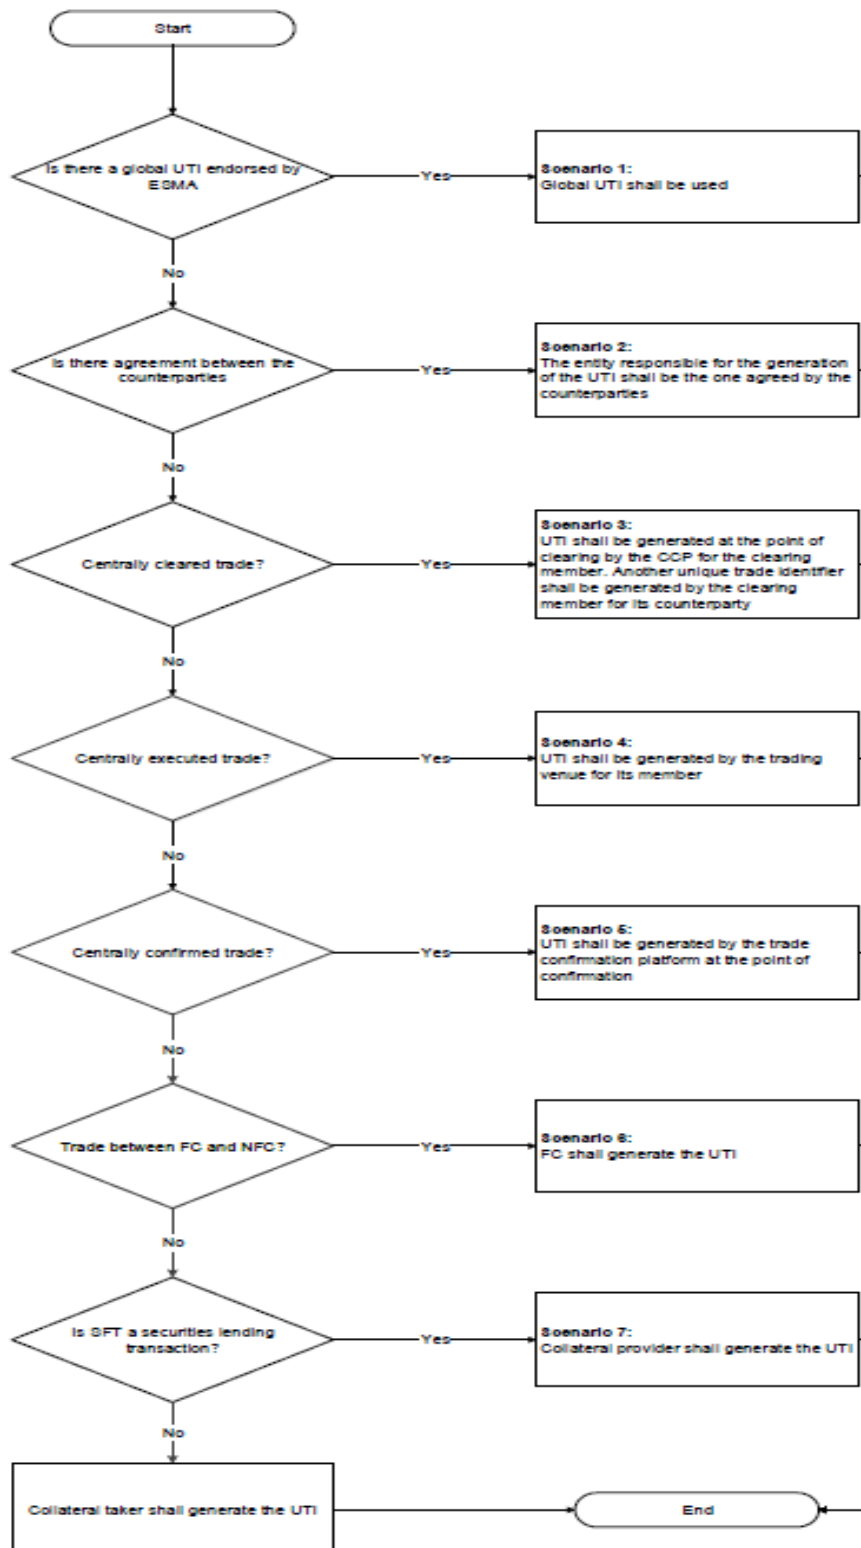 Start
Is there a global UTI endorsed by
ESMA
Yes
Scenario 1:
Global UTI shall be used
No
Is there agreement between the
counterparties
Yes
Scenario 2:
The entity responsible for the generation
of the UTI shall be the one agreed by the
counterparties
No
Centrally cleared trade?
Yes
Scenario 3:
UTI shall be generated at the point of
clearing by the CCP for the clearing
member. Another unique trade identifier
shall be generated by the clearing
member for its counterparty
No
Centrally executed trade?
Yes
Scenario 4:
UTI shall be generated by the trading
venue for its member
No
Centrally confirmed trade?
Yes
Scenario 5:
UTI shall be generated by the trade
confirmation platform at the point of
confirmation
No
Trade between FC and NFC?
Yes
Scenario 6:
FC shall generate the UTI
No
Is SFT a securities lending
transaction?
Yes
Scenario 7:
Collateral provider shall generate the UTI
No
Collateral taker shall generate the UTI
End